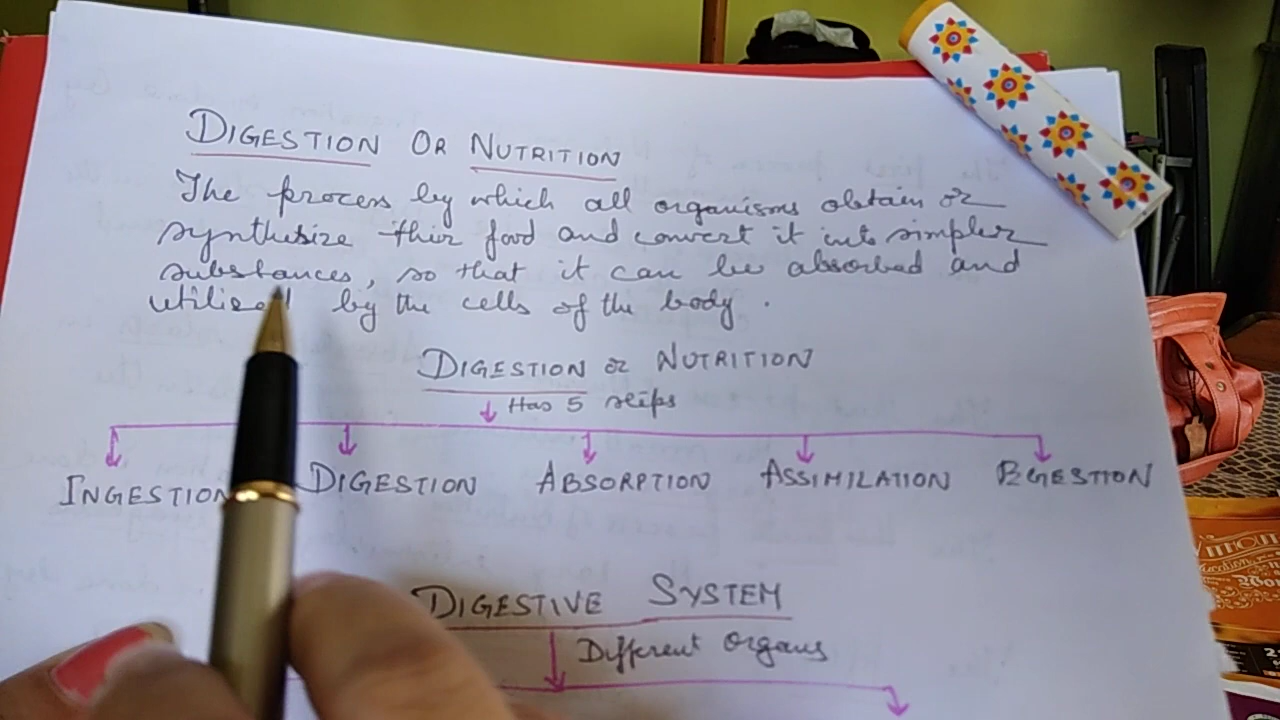 DIGESTION OR NUTRITION
The process by which all organisms obtain or
synthesize their food and convert it into simpler
substances, so that it can be absorbed and
utilised by the cells of the body.
DIGESTION or NUTRITION
Has 5 steps
INGESTION DIGESTION ABSORPTION ASSIMILATION EGESTION
DIGESTIVE SYSTEM
Different Organs